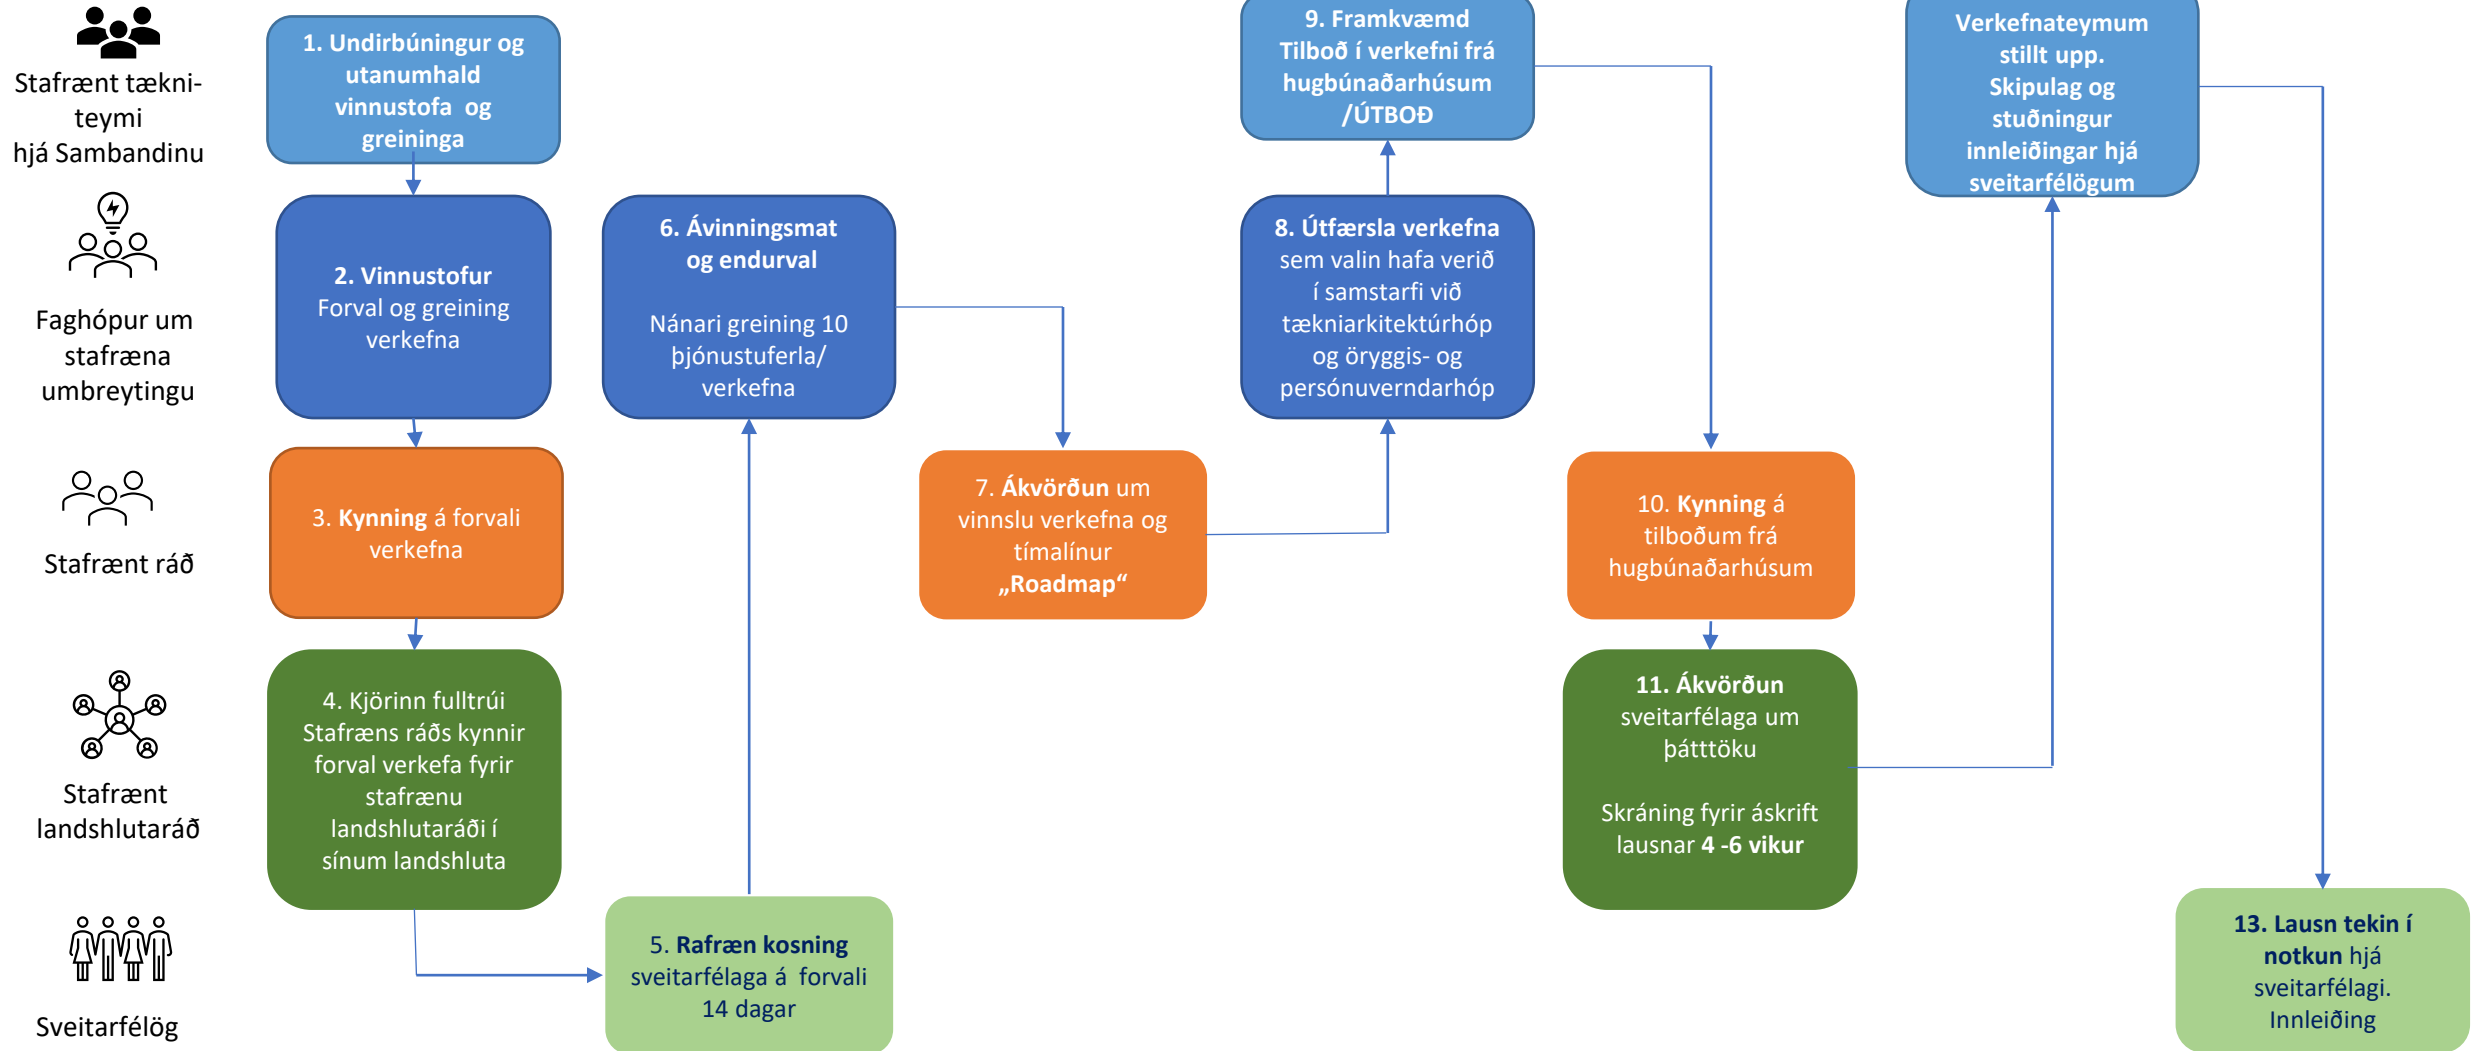 Stafrænt tækni-
teymi
hjá Sambandinu
Faghópur um
stafræna
umbreytingu
Stafrænt ráð
Stafrænt
landshlutaráð
Sveitarfélög
1. Undirbúningur og
utanumhald
vinnustofa og
greininga
2. Vinnustofur
Forval og greining
verkefna
3. Kynning á forvali
verkefna
4. Kjörinn fulltrúi
Stafræns ráðs kynnir
forval verkefa fyrir
stafrænu
landshlutaráði í
sínum landshluta
5. Rafræn kosning
sveitarfélaga á forvali
14 dagar
6. Ávinningsmat
og endurval
Nánari greining 10
þjónustuferla/
verkefna
7. Ákvörðun um
vinnslu verkefna og
tímalínur
„Roadmap“
8. Útfærsla verkefna
sem valin hafa verið
í samstarfi við
tækniarkitektúrhóp
og öryggis- og
persónuverndarhóp
9. Framkvæmd
Tilboð í verkefni frá
hugbúnaðarhúsum
/ÚTBOÐ
10. Kynning á
tilboðum frá
hugbúnaðarhúsum
11. Ákvörðun
sveitarfélaga um
þátttöku
Skráning fyrir áskrift
lausnar 4 -6 vikur
Verkefnateymum
stillt upp.
Skipulag og
stuðningur
innleiðingar hjá
sveitarfélögum
13. Lausn tekin í
notkun hjá
sveitarfélagi.
Innleiðing